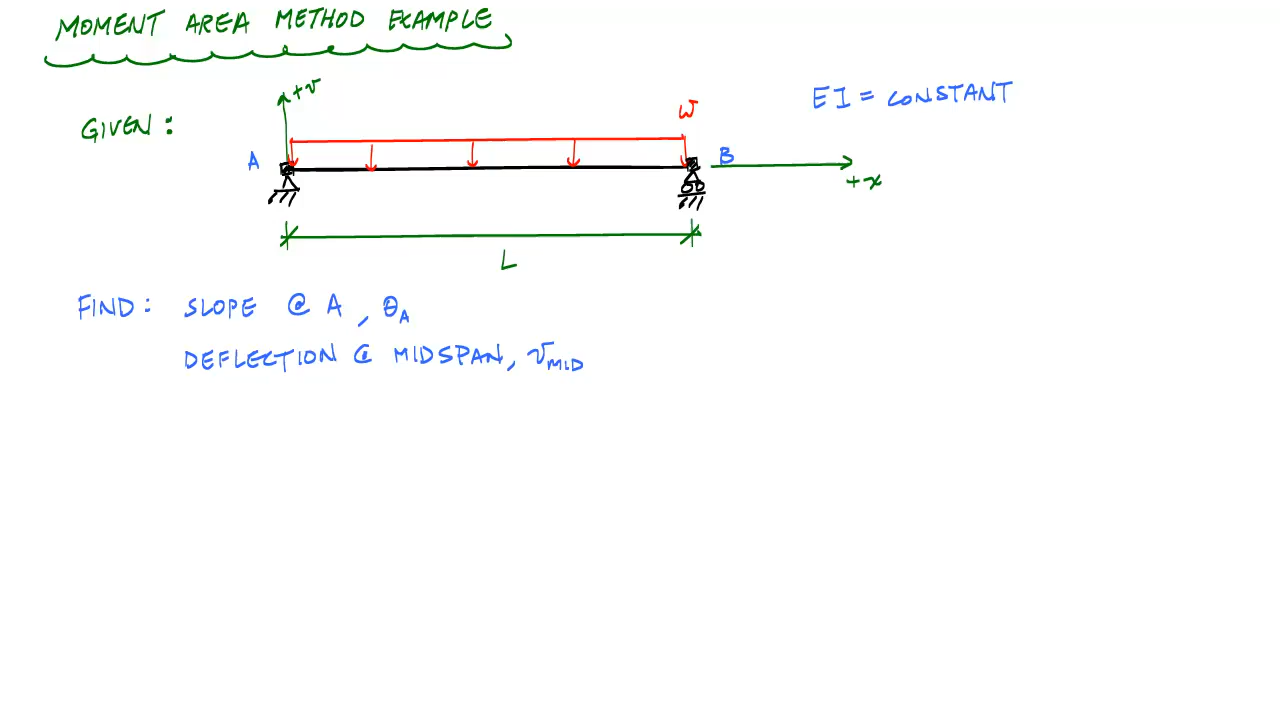 MOMENT AREA METHOD EXAMPLE
+v
EI = CONSTANT
W
GIVEN:
A
B
+x
L
FIND: SLOPE @ A, θA
DEFLECTION @ MIDSPAN, vMID